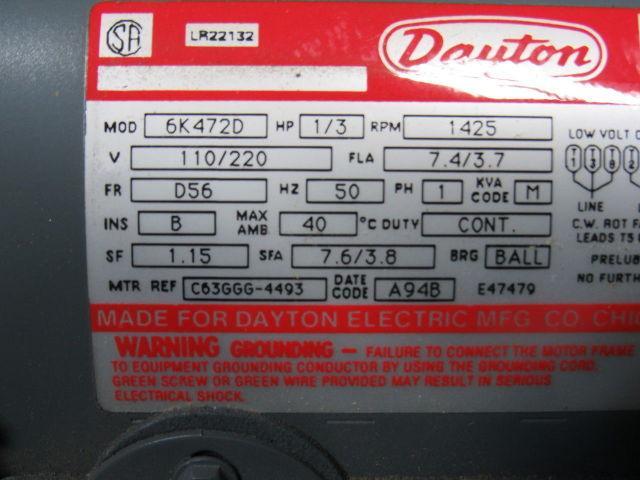 SA LR22132 Dayton
MOD 6K472D HP 1/3 RPM 1425
V 110/220 FLA 7.4/3.7
FR D56 HZ 50 PH 1 KVA CODE M
INS B MAX AMB 40 °C DUTY CONT.
SF 1.15 SFA 7.6/3.8 BRG BALL
MTR REF C63GGG-4493 DATE CODE A94B E47479
LOW VOLT
LINE
C.W. ROT
LEADS T5
PRELUB
NO FURTH
MADE FOR DAYTON ELECTRIC MFG. CO. CHI
WARNING GROUNDING — FAILURE TO CONNECT THE MOTOR FRAME
TO EQUIPMENT GROUNDING CONDUCTOR BY USING THE GROUNDING CORD,
GREEN SCREW OR GREEN WIRE PROVIDED MAY RESULT IN SERIOUS
ELECTRICAL SHOCK.